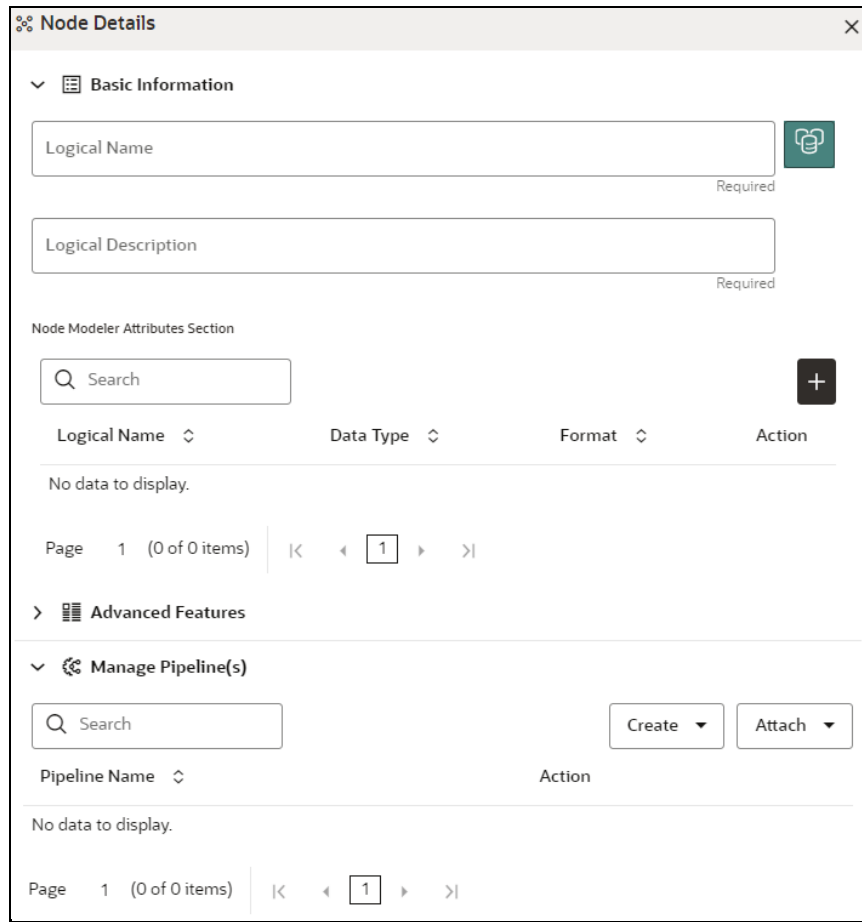 Node Details
Basic Information
Logical Name
Required
Logical Description
Required
Node Modeler Attributes Section
Search
Logical Name Data Type Format Action
No data to display.
Page 1 (0 of 0 items) 1
Advanced Features
Manage Pipeline(s)
Search Create Attach
Pipeline Name Action
No data to display.
Page 1 (0 of 0 items) 1